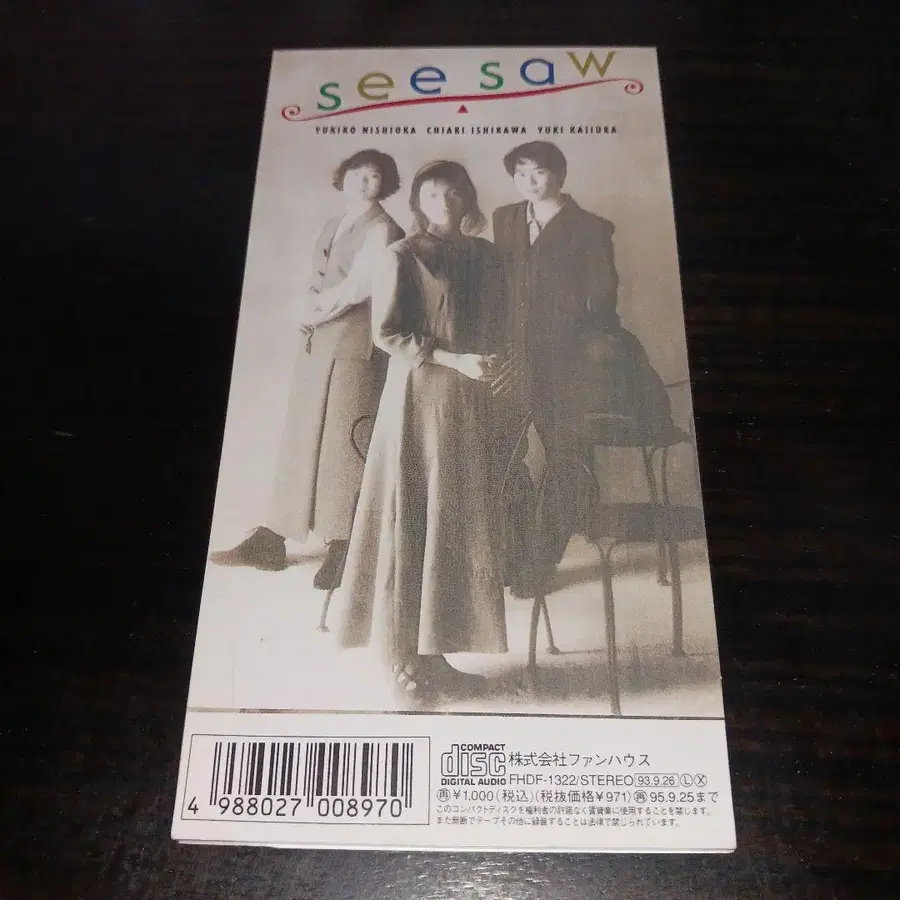 see saw
YURIKO NISHIOKA CHIAKI ISHIKAWA YUKI KAJIURA
COMPACT
disc
DIGITAL AUDIO
株式会社ファンハウス
FHDF-1322/STEREO 93.9.26 Ⓛ Ⓧ
再¥1,000(税込)(税抜価格¥971)再95.9.25まで
このコンパクトディスクを権利者の許諾なく賃貸業に使用することを禁じます。
また無断でテープその他に録音することは法律で禁じられています。
4 988027 008970